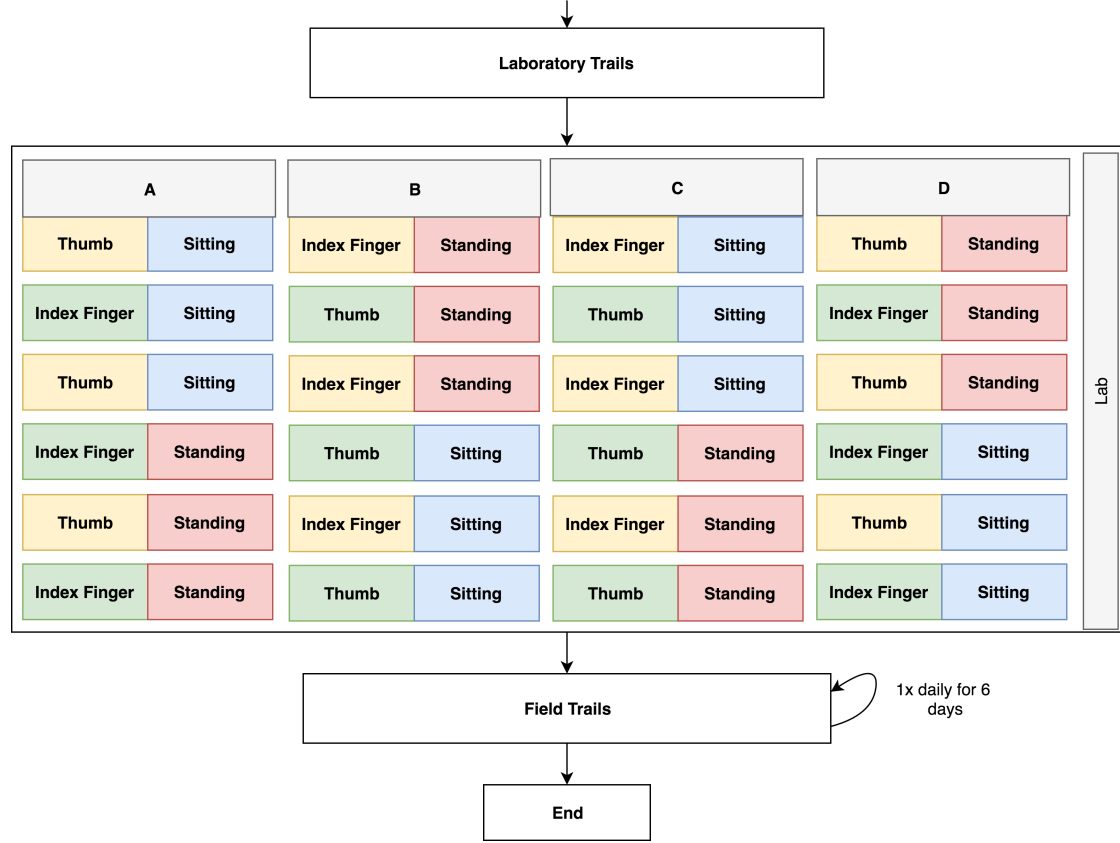 Laboratory Trails
A B C D
Thumb Sitting Index Finger Standing Index Finger Sitting Thumb Standing
Index Finger Sitting Thumb Standing Thumb Sitting Index Finger Standing
Thumb Sitting Index Finger Standing Index Finger Sitting Thumb Standing
Index Finger Standing Thumb Sitting Thumb Standing Index Finger Sitting
Thumb Standing Index Finger Sitting Index Finger Standing Thumb Sitting
Index Finger Standing Thumb Sitting Thumb Standing Index Finger Sitting
Lab
Field Trails
1x daily for 6
days
End